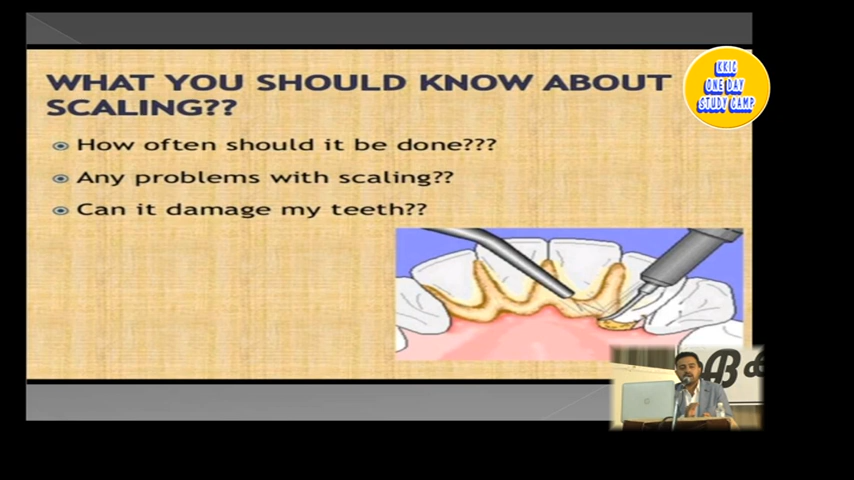 WHAT YOU SHOULD KNOW ABOUT
SCALING??
How often should it be done???
Any problems with scaling??
Can it damage my teeth??
KKIC
ONE DAY
STUDY CAMP